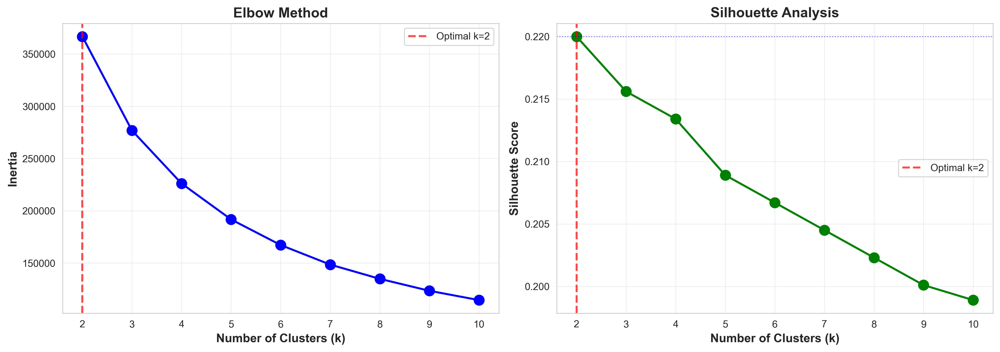 Elbow Method
Optimal k=2
350000
300000
250000
200000
150000
Inertia
2 3 4 5 6 7 8 9 10
Number of Clusters (k)
Silhouette Analysis
Optimal k=2
0.220
0.215
0.210
0.205
0.200
Silhouette Score
2 3 4 5 6 7 8 9 10
Number of Clusters (k)